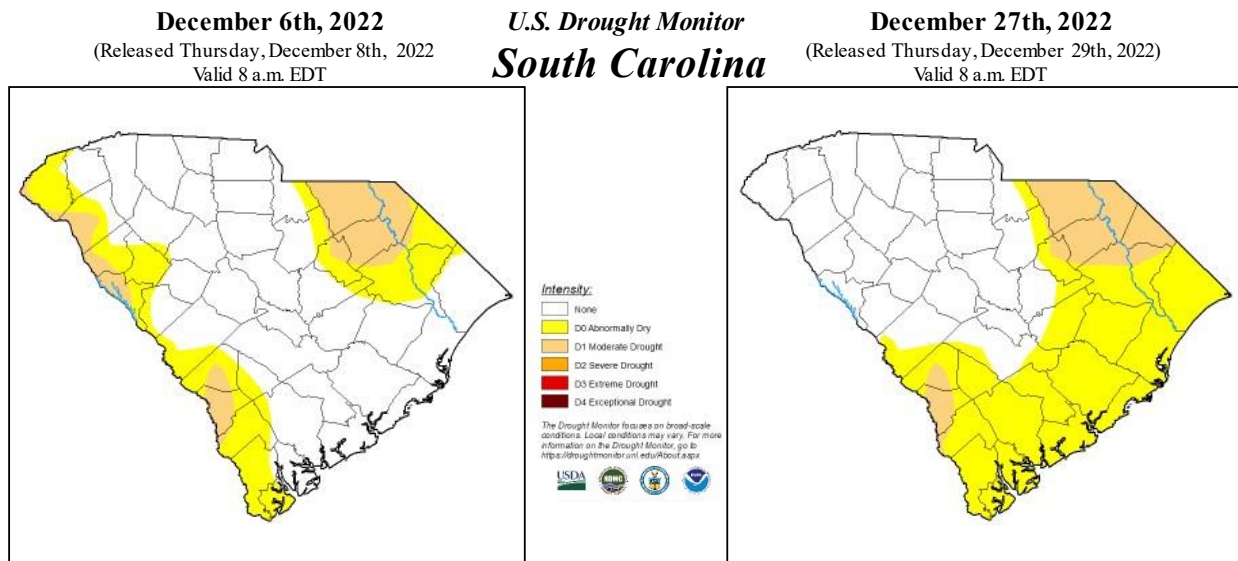 December 6th, 2022
(Released Thursday, December 8th, 2022
Valid 8 a.m. EDT
U.S. Drought Monitor
South Carolina
December 27th, 2022
(Released Thursday, December 29th, 2022)
Valid 8 a.m. EDT
Intensity:
None
D0 Abnormally Dry
D1 Moderate Drought
D2 Severe Drought
D3 Extreme Drought
D4 Exceptional Drought
The Drought Monitor focuses on broad-scale
conditions. Local conditions may vary. For more
information on the Drought Monitor, go to
https://droughtmonitor.unl.edu/About.aspx
USDA
NDMC